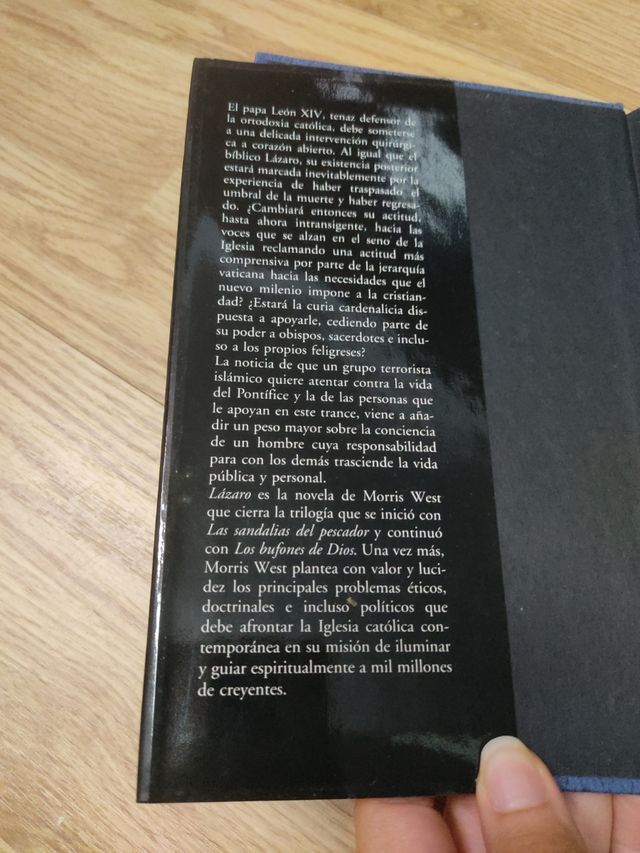 El papa León XIV, tenaz defensor de
la ortodoxia católica, debe someterse
a una delicada intervención quirúrgi-
ca a corazón abierto. Al igual que el
bíblico Lázaro, su existencia posterior
estará marcada inevitablemente por la
experiencia de haber traspasado el
umbral de la muerte y haber regresa-
do. ¿Cambiará entonces su actitud,
hasta ahora intransigente, hacia las
voces que se alzan en el seno de la
Iglesia reclamando una actitud más
comprensiva por parte de la jerarquía
vaticana hacia las necesidades que el
nuevo milenio impone a la cristian-
dad? ¿Estará la curia cardenalicia dis-
puesta a apoyarle, cediendo parte de
su poder a obispos, sacerdotes e inclu-
so a los propios feligreses?
La noticia de que un grupo terrorista
islámico quiere atentar contra la vida
del Pontífice y la de las personas que
le apoyan en este trance, viene a aña-
dir un peso mayor sobre la conciencia
de un hombre cuya responsabilidad
para con los demás trasciende la vida
pública y personal.
Lázaro es la novela de Morris West
que cierra la trilogía que se inició con
Las sandalias del pescador y continuó
con Los bufones de Dios. Una vez más,
Morris West plantea con valor y luci-
dez los principales problemas éticos,
doctrinales e incluso políticos que
debe afrontar la Iglesia católica con-
temporánea en su misión de iluminar
y guiar espiritualmente a mil millones
de creyentes.